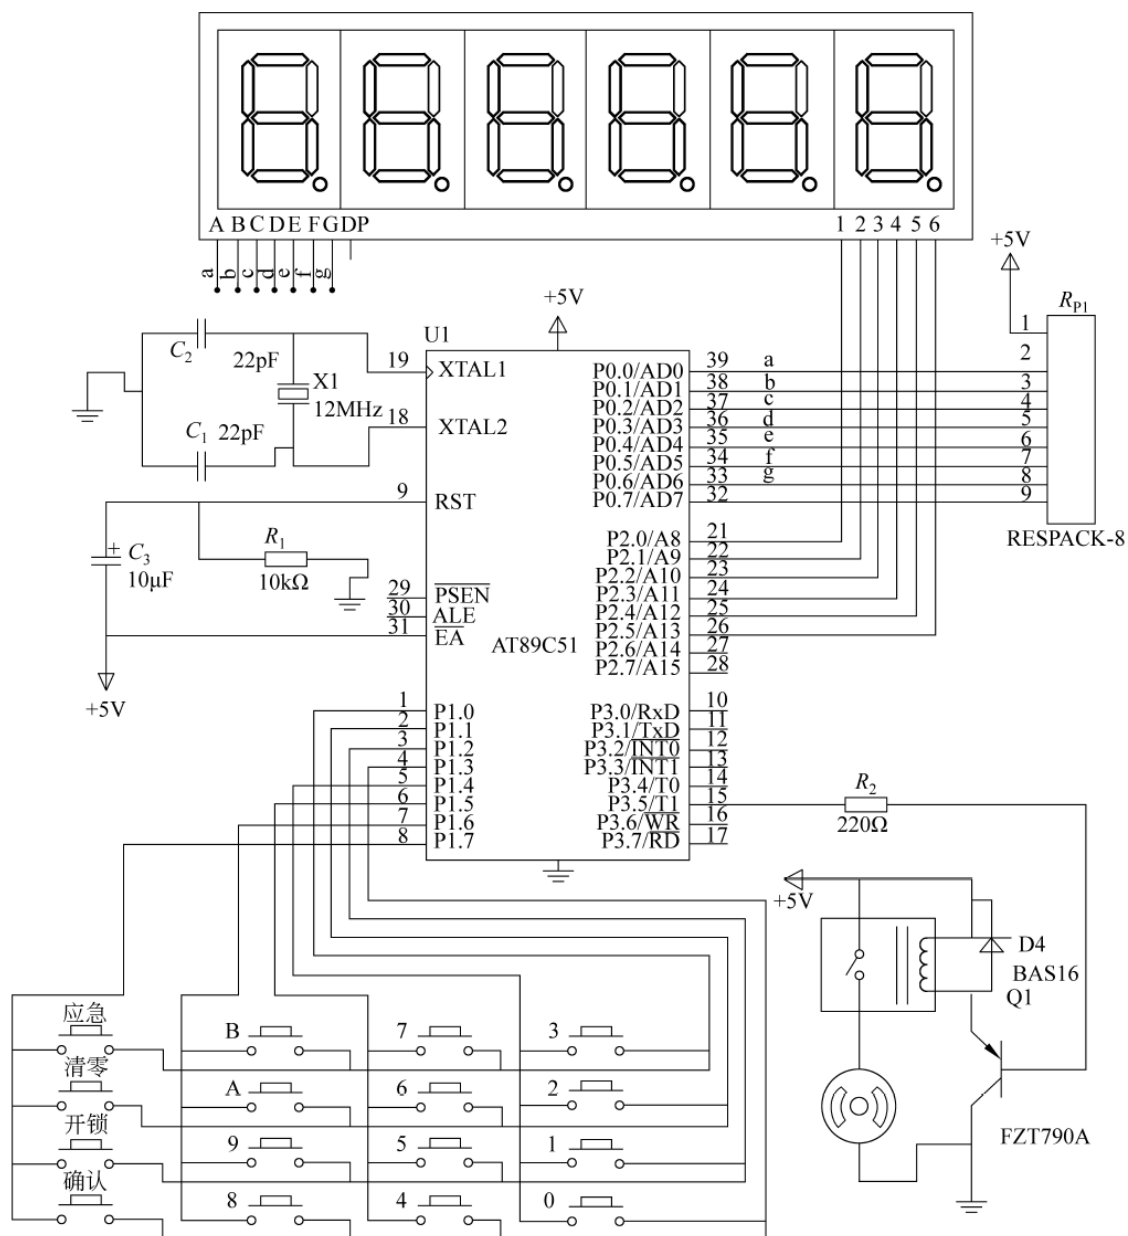 A B C D E F G DP
1 2 3 4 5 6
a b c d e f g
+5V
R_P1
1
2
3
4
5
6
7
8
9
RESPACK-8
+5V
U1
C₂
22pF
X1
12MHz
C₁ 22pF
19 XTAL1
18 XTAL2
9 RST
C₃
+
10μF
R₁
10kΩ
29 P̅S̅E̅N̅
30 ALE
31 E̅A̅
+5V
AT89C51
P0.0/AD0 39 a
P0.1/AD1 38 b
P0.2/AD2 37 c
P0.3/AD3 36 d
P0.4/AD4 35 e
P0.5/AD5 34 f
P0.6/AD6 33 g
P0.7/AD7 32
P2.0/A8 21
P2.1/A9 22
P2.2/A10 23
P2.3/A11 24
P2.4/A12 25
P2.5/A13 26
P2.6/A14 27
P2.7/A15 28
1 P1.0
2 P1.1
3 P1.2
4 P1.3
5 P1.4
6 P1.5
7 P1.6
8 P1.7
P3.0/RxD 10
P3.1/TxD 11
P3.2/I̅N̅T̅0̅ 12
P3.3/I̅N̅T̅1̅ 13
P3.4/T0 14
P3.5/T1 15
P3.6/W̅R̅ 16
P3.7/R̅D̅ 17
R₂
220Ω
+5V
D4
BAS16
Q1
FZT790A
应急 B 7 3
清零 A 6 2
开锁 9 5 1
确认 8 4 0